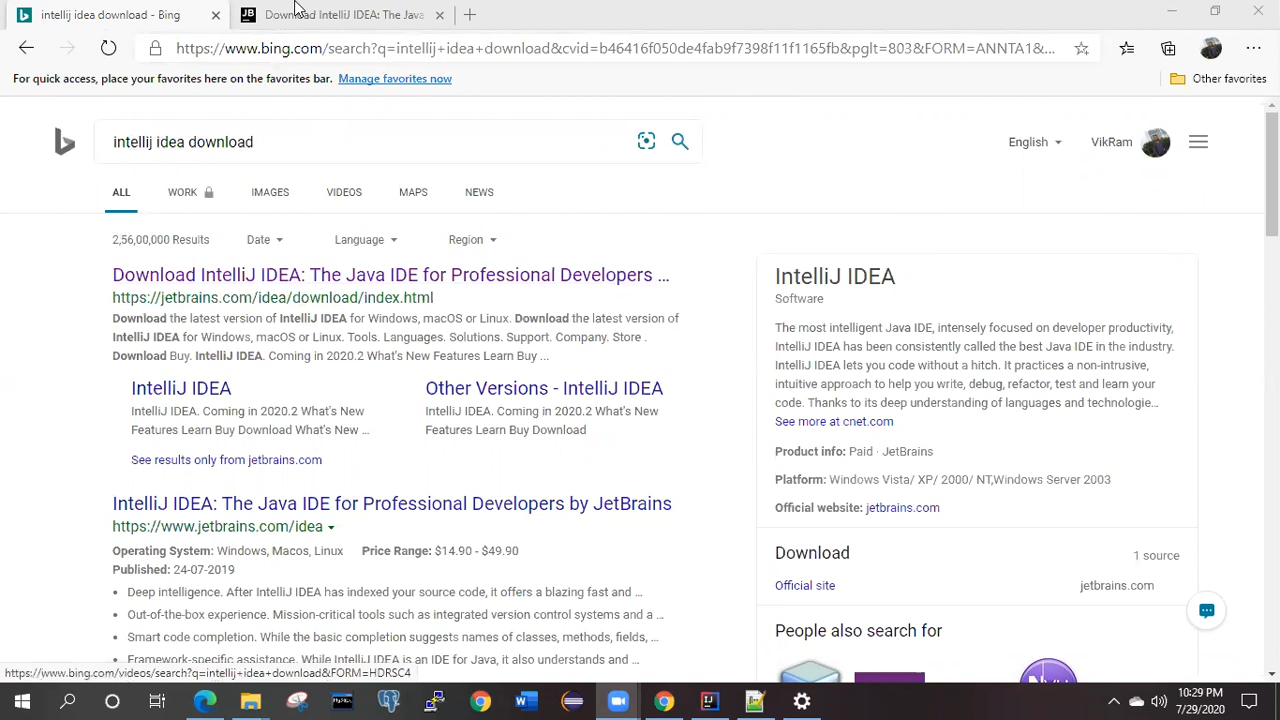 intellij idea download - Bing
Download IntelliJ IDEA: The Java
https://www.bing.com/search?q=intellij+idea+download&cvid=b46416f050de4fab9f7398f11f1165fb&pglt=803&FORM=ANNTA1&...
For quick access, place your favorites here on the favorites bar. Manage favorites now
Other favorites
intellij idea download
English
VikRam
ALL
WORK
IMAGES
VIDEOS
MAPS
NEWS
2,56,00,000 Results
Date
Language
Region
Download IntelliJ IDEA: The Java IDE for Professional Developers ...
https://jetbrains.com/idea/download/index.html
Download the latest version of IntelliJ IDEA for Windows, macOS or Linux. Download the latest version of
IntelliJ IDEA for Windows, macOS or Linux. Tools. Languages. Solutions. Support. Company. Store .
Download Buy. IntelliJ IDEA. Coming in 2020.2 What's New Features Learn Buy ...
IntelliJ IDEA
IntelliJ IDEA. Coming in 2020.2 What's New
Features Learn Buy Download What's New ...
Other Versions - IntelliJ IDEA
IntelliJ IDEA. Coming in 2020.2 What's New
Features Learn Buy Download
See results only from jetbrains.com
IntelliJ IDEA: The Java IDE for Professional Developers by JetBrains
https://www.jetbrains.com/idea
Operating System: Windows, Macos, Linux Price Range: $14.90 - $49.90
Published: 24-07-2019
• Deep intelligence. After IntelliJ IDEA has indexed your source code, it offers a blazing fast and ...
• Out-of-the-box experience. Mission-critical tools such as integrated version control systems and a ...
• Smart code completion. While the basic completion suggests names of classes, methods, fields, ...
• Framework-specific assistance. While IntelliJ IDEA is an IDE for Java, it also understands and ...
IntelliJ IDEA
Software
The most intelligent Java IDE, intensely focused on developer productivity,
IntelliJ IDEA has been consistently called the best Java IDE in the industry.
IntelliJ IDEA lets you code without a hitch. It practices a non-intrusive,
intuitive approach to help you write, debug, refactor, test and learn your
code. Thanks to its deep understanding of languages and technologie...
See more at cnet.com
Product info: Paid · JetBrains
Platform: Windows Vista/ XP/ 2000/ NT,Windows Server 2003
Official website: jetbrains.com
Download
1 source
Official site
jetbrains.com
People also search for
https://www.bing.com/videos/search?q=intellij+idea+download&FORM=HDRSC4
10:29 PM
7/29/2020